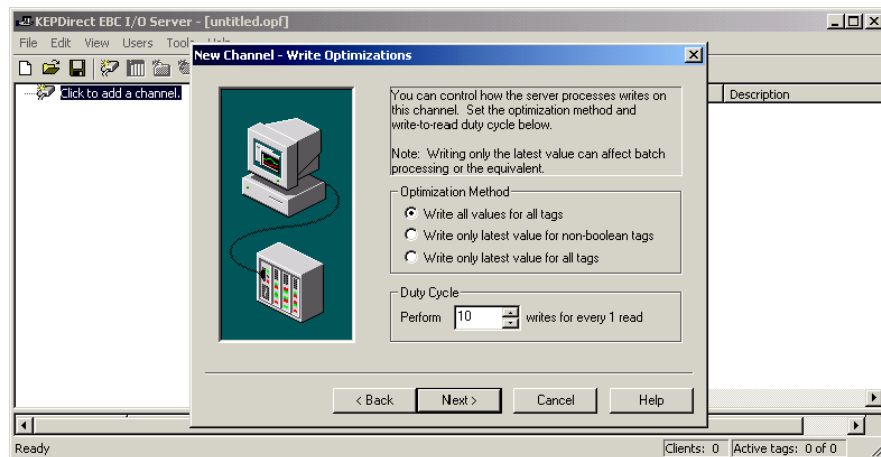 KEPDirect EBC I/O Server - [untitled.opf]
File Edit View Users Tools Help
New Channel - Write Optimizations
Click to add a channel.
Description
You can control how the server processes writes on
this channel. Set the optimization method and
write-to-read duty cycle below.
Note: Writing only the latest value can affect batch
processing or the equivalent.
Optimization Method
Write all values for all tags
Write only latest value for non-boolean tags
Write only latest value for all tags
Duty Cycle
Perform 10 writes for every 1 read
< Back Next > Cancel Help
Ready Clients: 0 Active tags: 0 of 0